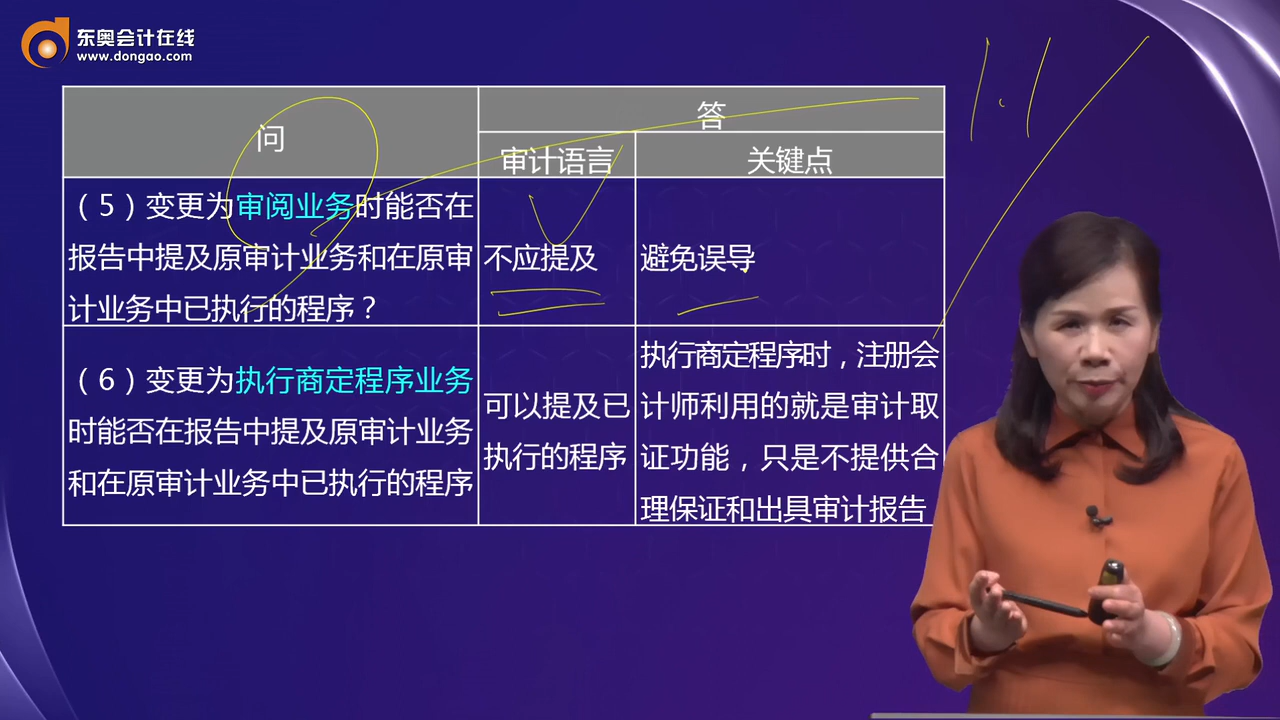 东奥会计在线
www.dongao.com
问
答
审计语言
关键点
（5）变更为审阅业务时能否在
报告中提及原审计业务和在原审
计业务中已执行的程序？
不应提及
避免误导
（6）变更为执行商定程序业务
时能否在报告中提及原审计业务
和在原审计业务中已执行的程序
可以提及已
执行的程序
执行商定程序时，注册会
计师利用的就是审计取
证功能，只是不提供合
理保证和出具审计报告
1.1